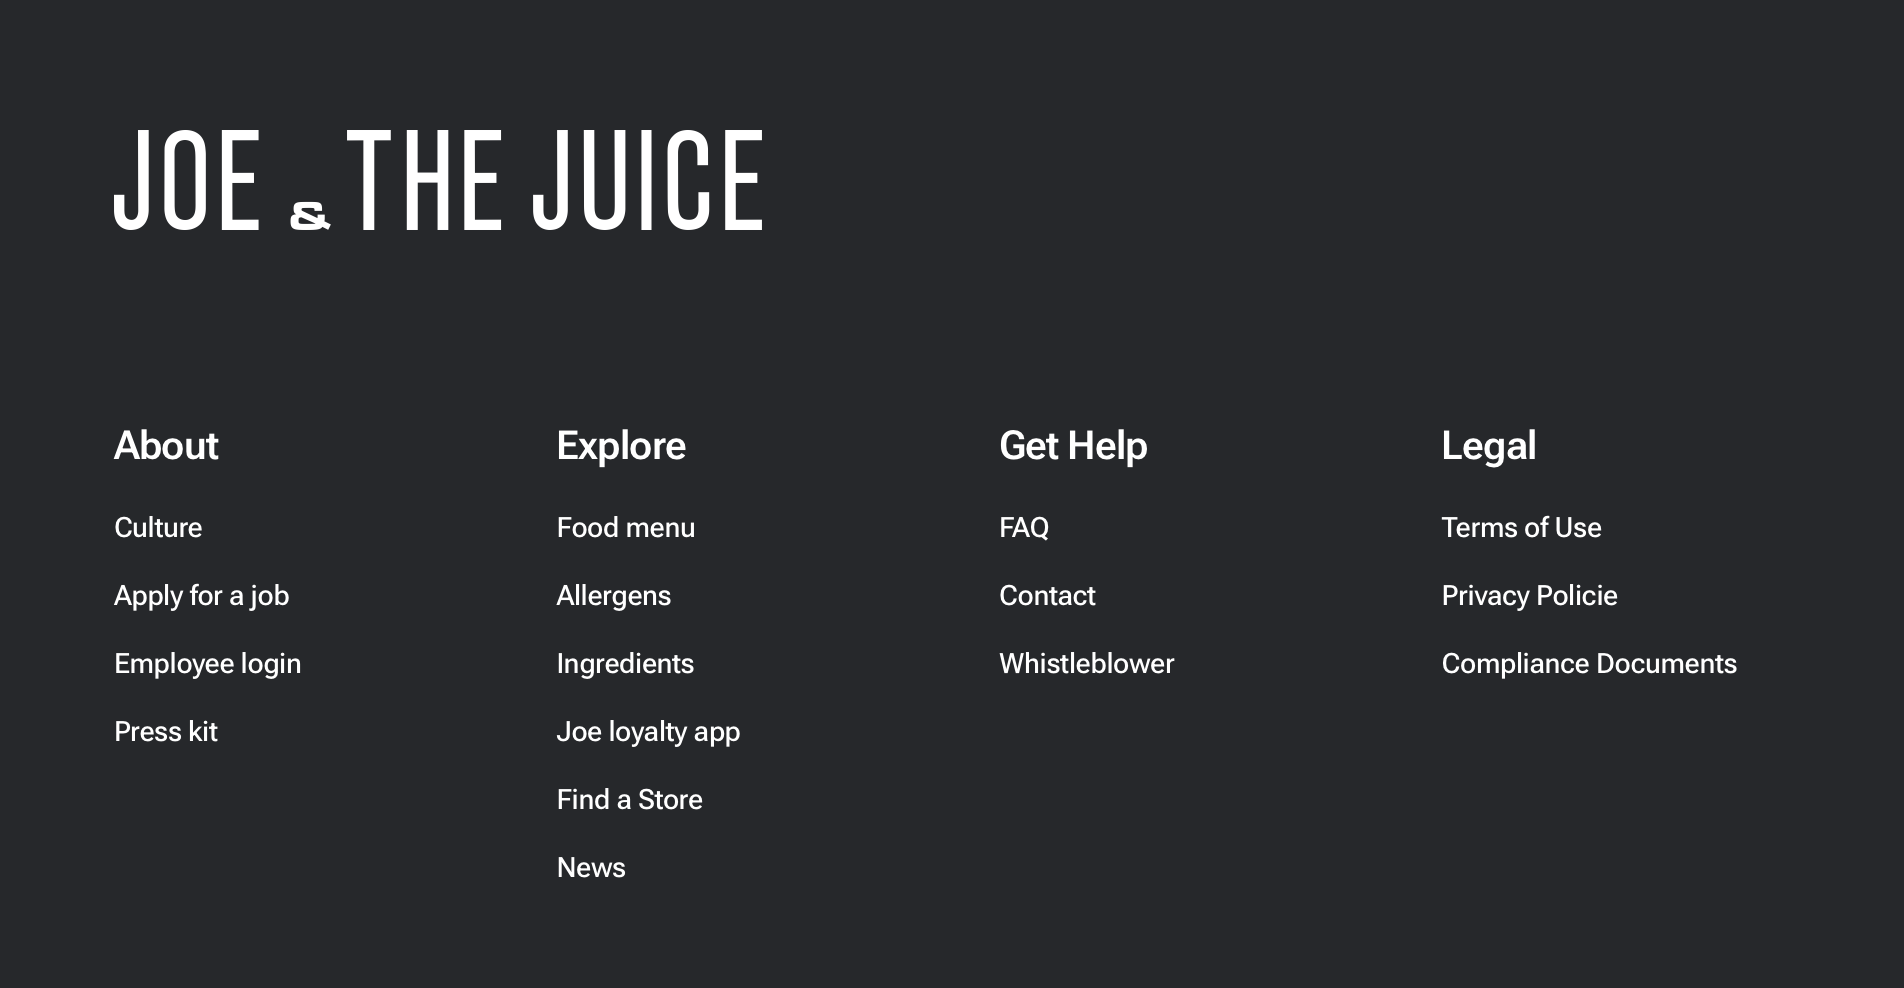 JOE & THE JUICE
About
Culture
Apply for a job
Employee login
Press kit
Explore
Food menu
Allergens
Ingredients
Joe loyalty app
Find a Store
News
Get Help
FAQ
Contact
Whistleblower
Legal
Terms of Use
Privacy Policie
Compliance Documents